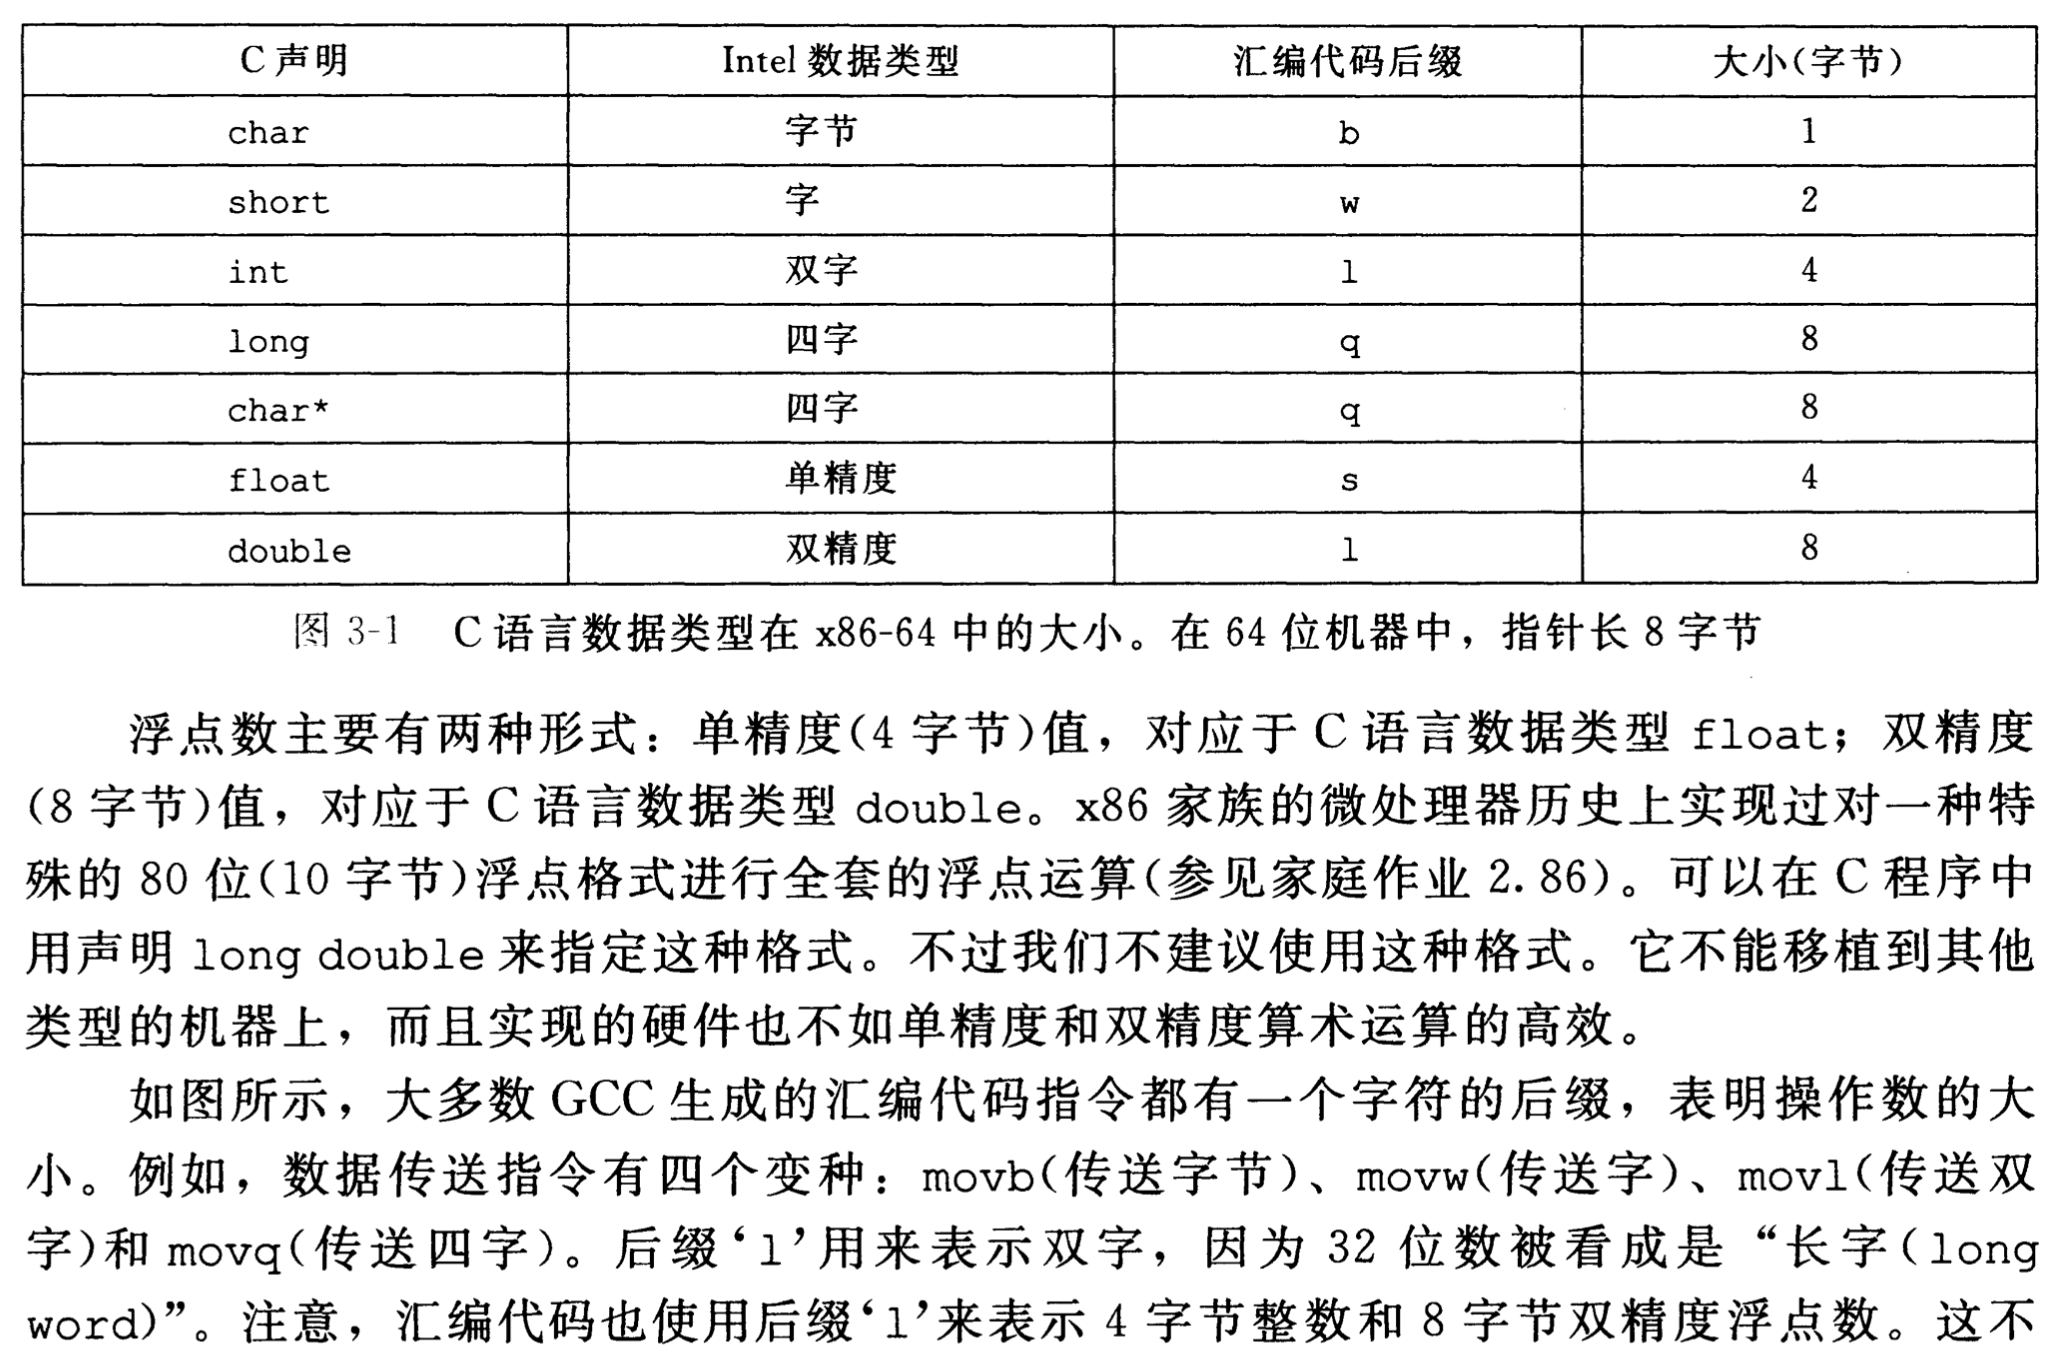 C 声明 Intel 数据类型 汇编代码后缀 大小(字节)
char 字节 b 1
short 字 w 2
int 双字 l 4
long 四字 q 8
char* 四字 q 8
float 单精度 s 4
double 双精度 l 8
图 3-1 C 语言数据类型在 x86-64 中的大小。在 64 位机器中，指针长 8 字节
浮点数主要有两种形式：单精度(4 字节)值，对应于 C 语言数据类型 float；双精度
(8 字节)值，对应于 C 语言数据类型 double。x86 家族的微处理器历史上实现过对一种特
殊的 80 位(10 字节)浮点格式进行全套的浮点运算(参见家庭作业 2.86)。可以在 C 程序中
用声明 long double 来指定这种格式。不过我们不建议使用这种格式。它不能移植到其他
类型的机器上，而且实现的硬件也不如单精度和双精度算术运算的高效。
如图所示，大多数 GCC 生成的汇编代码指令都有一个字符的后缀，表明操作数的大
小。例如，数据传送指令有四个变种：movb(传送字节)、movw(传送字)、movl(传送双
字)和 movq(传送四字)。后缀‘l’用来表示双字，因为 32 位数被看成是“长字(long
word)”。注意，汇编代码也使用后缀‘l’来表示 4 字节整数和 8 字节双精度浮点数。这不